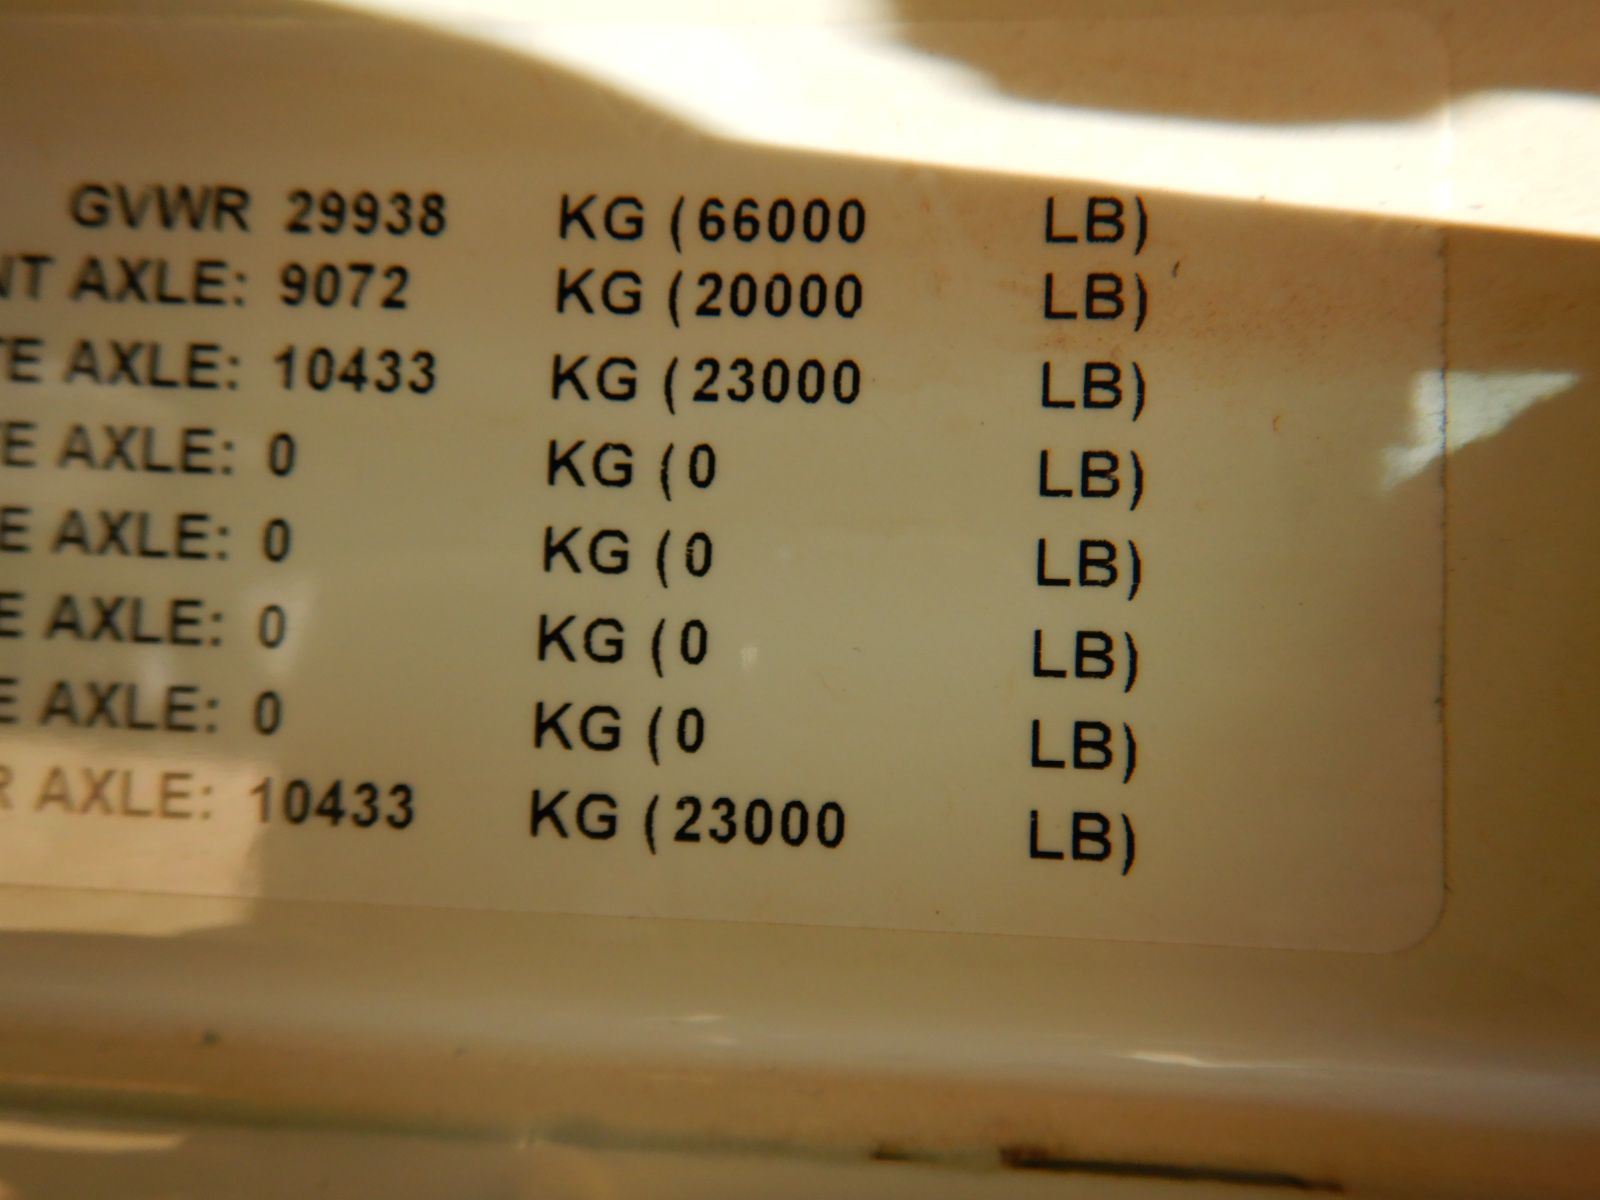 GVWR 29938 KG (66000 LB)
NT AXLE: 9072 KG (20000 LB)
TE AXLE: 10433 KG (23000 LB)
E AXLE: 0 KG (0 LB)
E AXLE: 0 KG (0 LB)
E AXLE: 0 KG (0 LB)
E AXLE: 0 KG (0 LB)
R AXLE: 10433 KG (23000 LB)